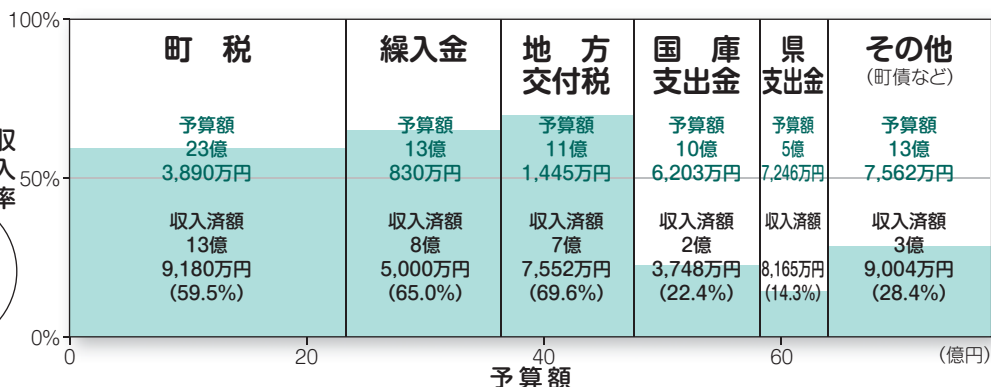 100%
50%
0%
収入率
町税
予算額
23億
3,890万円
収入済額
13億
9,180万円
(59.5%)
繰入金
予算額
13億
830万円
収入済額
8億
5,000万円
(65.0%)
地方
交付税
予算額
11億
1,445万円
収入済額
7億
7,552万円
(69.6%)
国庫
支出金
予算額
10億
6,203万円
収入済額
2億
3,748万円
(22.4%)
県
支出金
予算額
5億
7,246万円
収入済額
8,165万円
(14.3%)
その他
(町債など)
予算額
13億
7,562万円
収入済額
3億
9,004万円
(28.4%)
0
20
40
60
(億円)
予算額